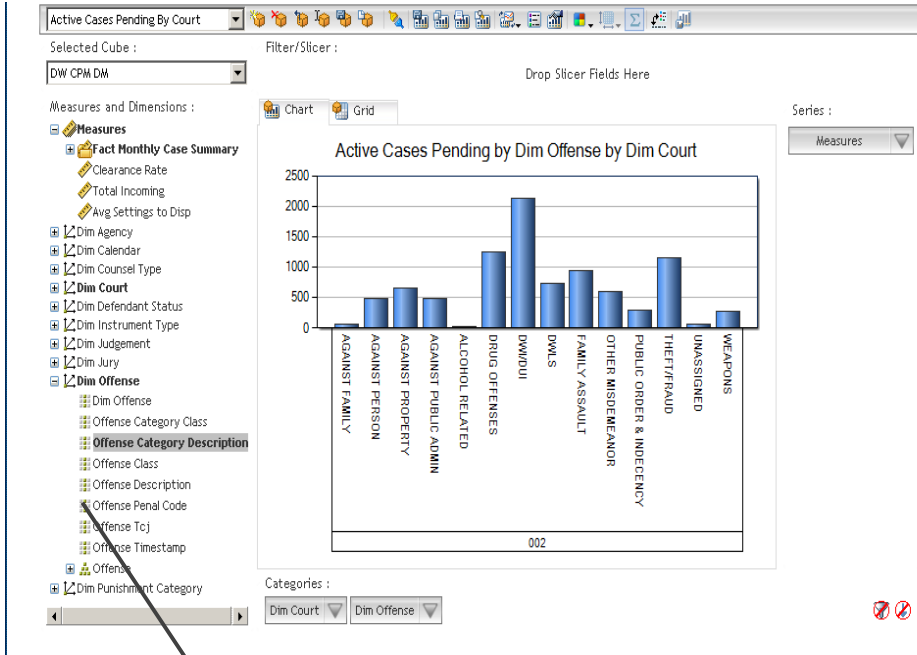 Active Cases Pending By Court
Selected Cube :
Filter/Slicer :
DW CPM DM
Drop Slicer Fields Here
Measures and Dimensions :
Measures
Fact Monthly Case Summary
Clearance Rate
Total Incoming
Avg Settings to Disp
Dim Agency
Dim Calendar
Dim Counsel Type
Dim Court
Dim Defendant Status
Dim Instrument Type
Dim Judgement
Dim Jury
Dim Offense
Dim Offense
Offense Category Class
Offense Category Description
Offense Class
Offense Description
Offense Penal Code
Offense Tcj
Offense Timestamp
Offense
Dim Punishment Category
Chart
Grid
Series :
Measures
Active Cases Pending by Dim Offense by Dim Court
2500
2000
1500
1000
500
0
AGAINST FAMILY
AGAINST PERSON
AGAINST PROPERTY
AGAINST PUBLIC ADMIN
ALCOHOL RELATED
DRUG OFFENSES
DWI/DUI
DWLS
FAMILY ASSAULT
OTHER MISDEMEANOR
PUBLIC ORDER & INDECENCY
THEFT/FRAUD
UNASSIGNED
WEAPONS
002
Categories :
Dim Court
Dim Offense